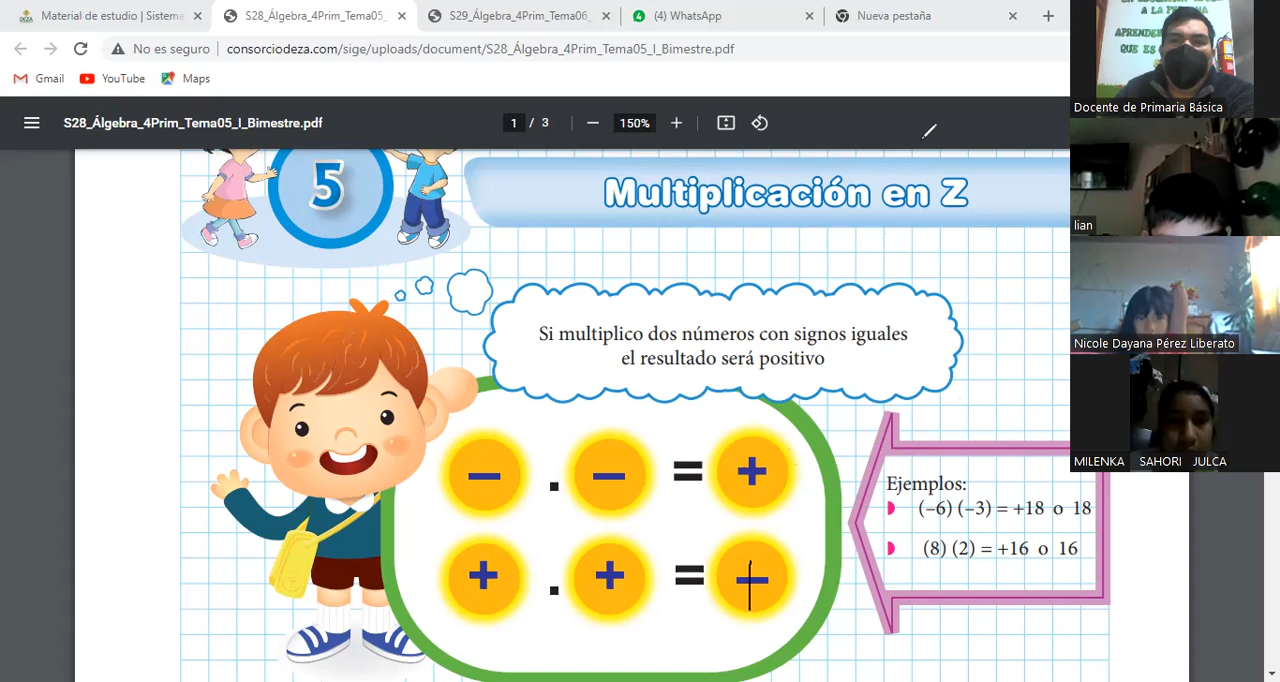 Material de estudio | Sistema
S28_Álgebra_4Prim_Tema05_
S29_Álgebra_4Prim_Tema06_
(4) WhatsApp
Nueva pestaña
No es seguro
consorciodeza.com/sige/uploads/document/S28_Álgebra_4Prim_Tema05_I_Bimestre.pdf
Gmail
YouTube
Maps
S28_Álgebra_4Prim_Tema05_I_Bimestre.pdf
1 / 3
150%
A LA
QUE ES
Docente de Primaria Básica
lian
Nicole Dayana Pérez Liberato
MILENKA SAHORI JULCA
5
Multiplicación en Z
Si multiplico dos números con signos iguales
el resultado será positivo
– . – = +
+ . + = +
Ejemplos:
(–6) (–3) = +18 o 18
(8) (2) = +16 o 16